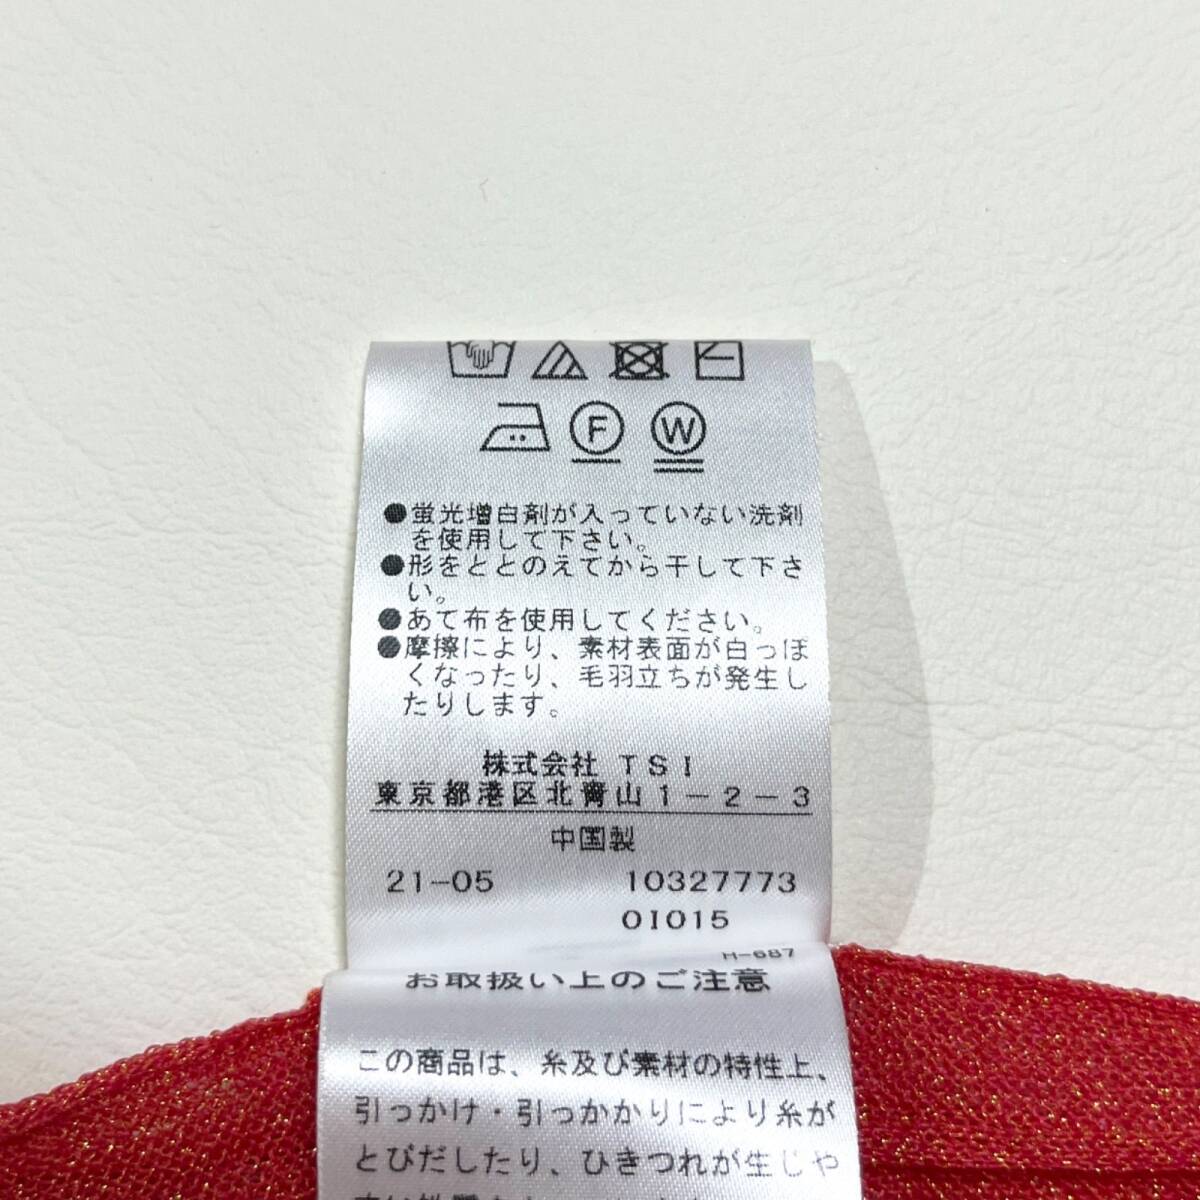 F W
●蛍光増白剤が入っていない洗剤
を使用して下さい。
●形をととのえてから干して下さ
い。
●あて布を使用してください。
●摩擦により、素材表面が白っぽ
くなったり、毛羽立ちが発生し
たりします。
株式会社 TSI
東京都港区北青山1-2-3
中国製
21-05 10327773
01015
H-687
お取扱い上のご注意
この商品は、糸及び素材の特性上、
引っかけ・引っかかりにより糸が
とびだしたり、ひきつれが生じや